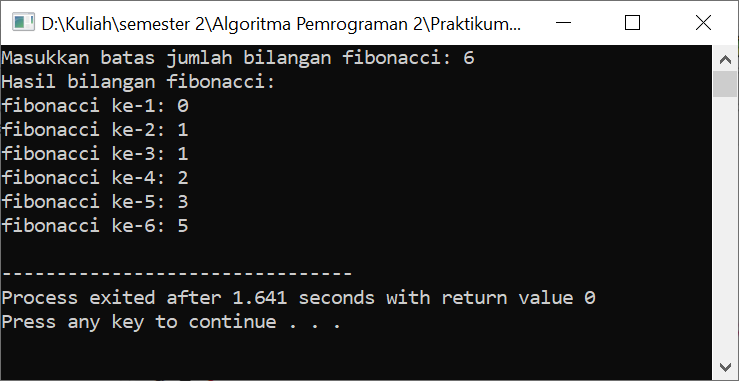 D:\Kuliah\semester 2\Algoritma Pemrograman 2\Praktikum...
Masukkan batas jumlah bilangan fibonacci: 6
Hasil bilangan fibonacci:
fibonacci ke-1: 0
fibonacci ke-2: 1
fibonacci ke-3: 1
fibonacci ke-4: 2
fibonacci ke-5: 3
fibonacci ke-6: 5
--------------------------------
Process exited after 1.641 seconds with return value 0
Press any key to continue . . .